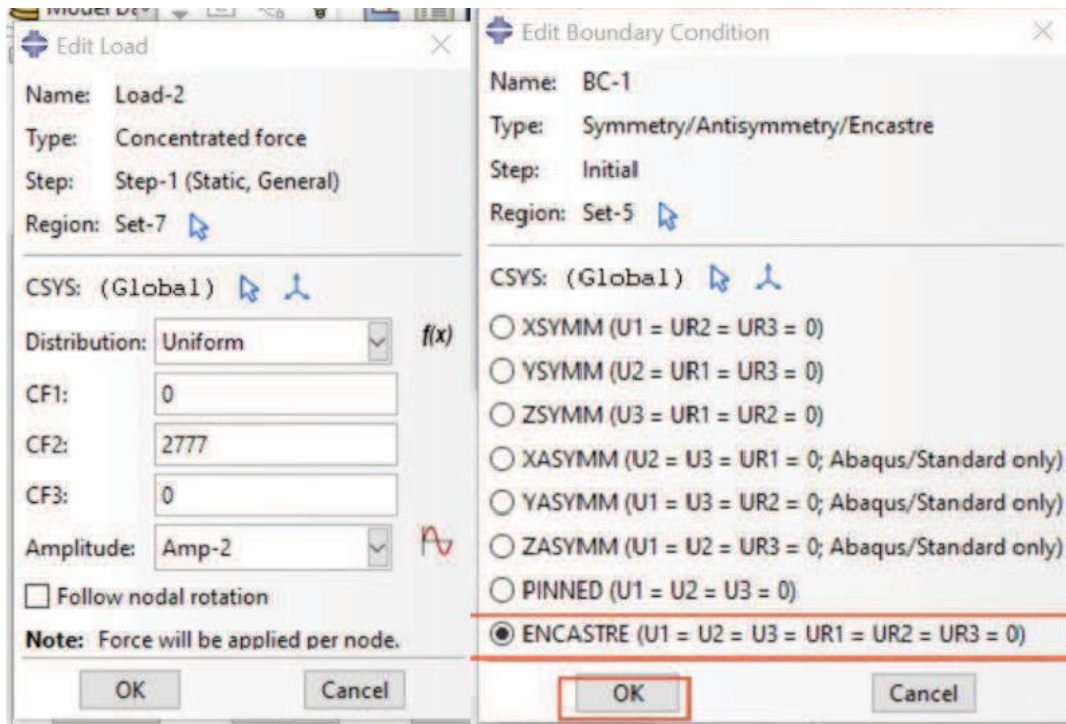 Edit Load
Name: Load-2
Type: Concentrated force
Step: Step-1 (Static, General)
Region: Set-7
CSYS: (Global)
Distribution: Uniform f(x)
CF1: 0
CF2: 2777
CF3: 0
Amplitude: Amp-2
Follow nodal rotation
Note: Force will be applied per node.
OK Cancel
Edit Boundary Condition
Name: BC-1
Type: Symmetry/Antisymmetry/Encastre
Step: Initial
Region: Set-5
CSYS: (Global)
XSYMM (U1 = UR2 = UR3 = 0)
YSYMM (U2 = UR1 = UR3 = 0)
ZSYMM (U3 = UR1 = UR2 = 0)
XASYMM (U2 = U3 = UR1 = 0; Abaqus/Standard only)
YASYMM (U1 = U3 = UR2 = 0; Abaqus/Standard only)
ZASYMM (U1 = U2 = UR3 = 0; Abaqus/Standard only)
PINNED (U1 = U2 = U3 = 0)
ENCASTRE (U1 = U2 = U3 = UR1 = UR2 = UR3 = 0)
OK Cancel